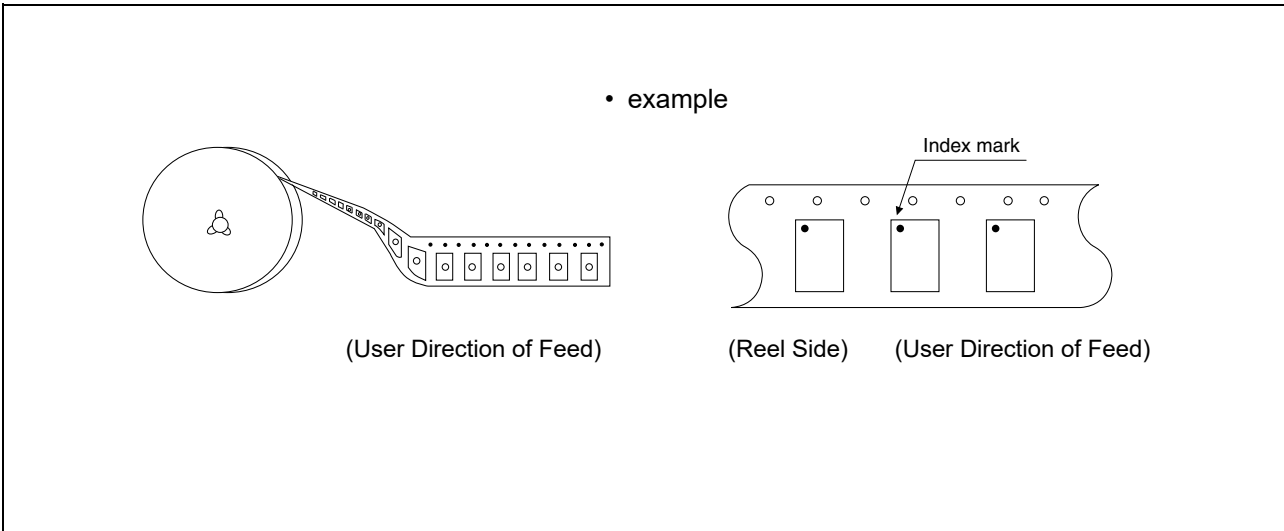 • example
Index mark
(User Direction of Feed)
(Reel Side)
(User Direction of Feed)